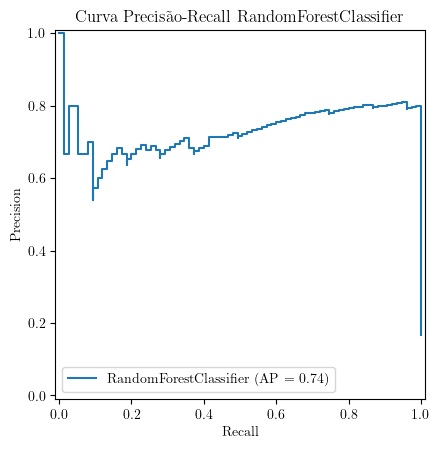 Curva Precisão-Recall RandomForestClassifier
1.0
0.8
0.6
0.4
0.2
0.0
Precision
RandomForestClassifier (AP = 0.74)
0.0 0.2 0.4 0.6 0.8 1.0
Recall